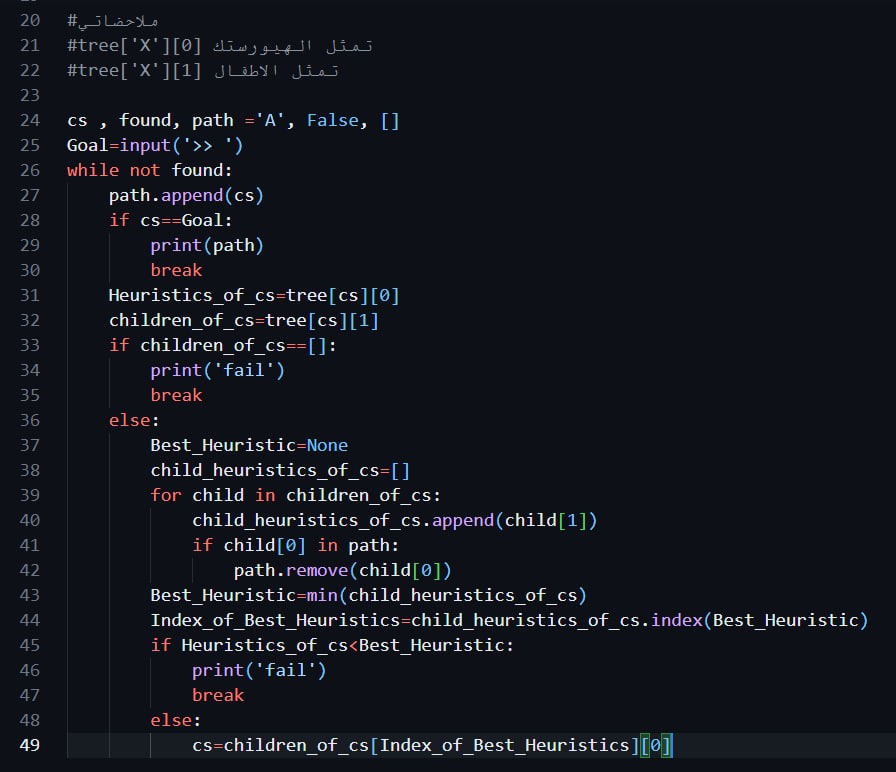 20 #ملاحضاتي
21 #tree['X'][0] تمثل الهيورستك
22 #tree['X'][1] تمثل الاطفال
23
24 cs , found, path ='A', False, []
25 Goal=input('>> ')
26 while not found:
27     path.append(cs)
28     if cs==Goal:
29         print(path)
30         break
31     Heuristics_of_cs=tree[cs][0]
32     children_of_cs=tree[cs][1]
33     if children_of_cs==[]:
34         print('fail')
35         break
36     else:
37         Best_Heuristic=None
38         child_heuristics_of_cs=[]
39         for child in children_of_cs:
40             child_heuristics_of_cs.append(child[1])
41             if child[0] in path:
42                 path.remove(child[0])
43         Best_Heuristic=min(child_heuristics_of_cs)
44         Index_of_Best_Heuristics=child_heuristics_of_cs.index(Best_Heuristic)
45         if Heuristics_of_cs<Best_Heuristic:
46             print('fail')
47             break
48         else:
49             cs=children_of_cs[Index_of_Best_Heuristics][0]